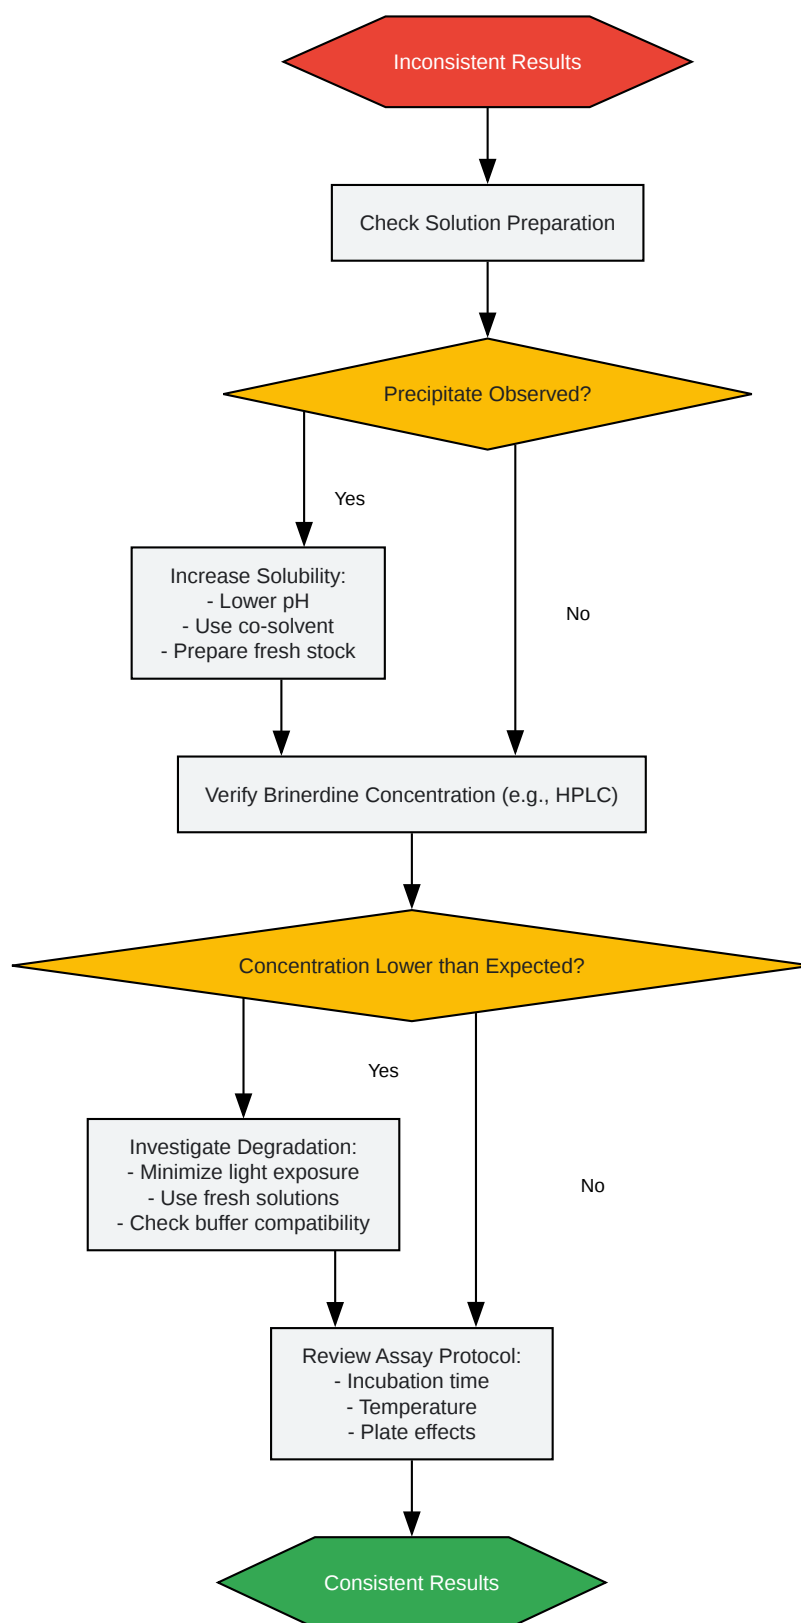 Inconsistent Results
Check Solution Preparation
Precipitate Observed?
Yes
Increase Solubility:
- Lower pH
- Use co-solvent
- Prepare fresh stock
No
Verify Brinerdine Concentration (e.g., HPLC)
Concentration Lower than Expected?
Yes
Investigate Degradation:
- Minimize light exposure
- Use fresh solutions
- Check buffer compatibility
No
Review Assay Protocol:
- Incubation time
- Temperature
- Plate effects
Consistent Results